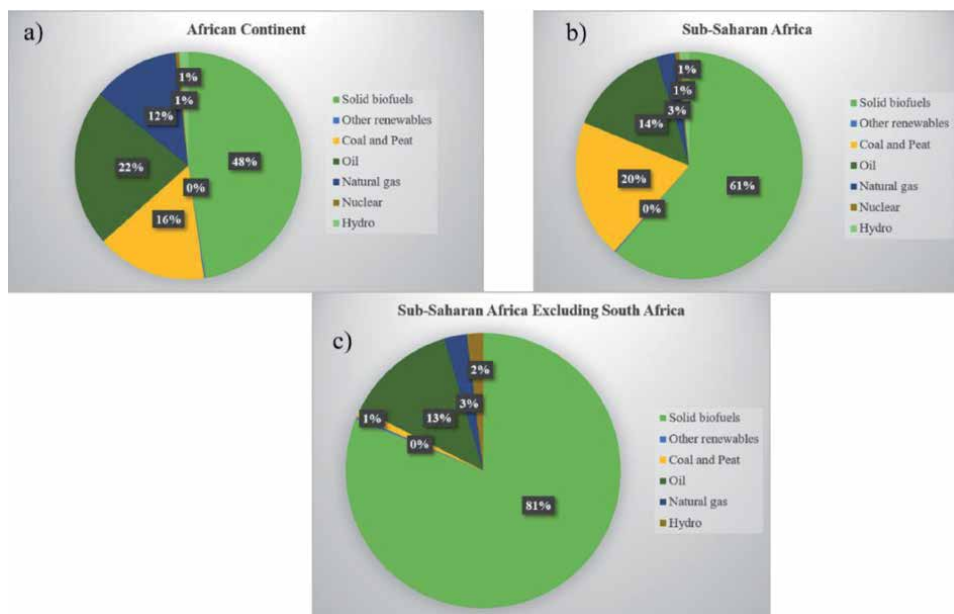 a)
African Continent
1%
1%
12%
22%
48%
0%
16%
Solid biofuels
Other renewables
Coal and Peat
Oil
Natural gas
Nuclear
Hydro
b)
Sub-Saharan Africa
1%
1%
3%
14%
20%
61%
0%
Solid biofuels
Other renewables
Coal and Peat
Oil
Natural gas
Nuclear
Hydro
Sub-Saharan Africa Excluding South Africa
c)
2%
3%
1%
13%
0%
81%
Solid biofuels
Other renewables
Coal and Peat
Oil
Natural gas
Hydro